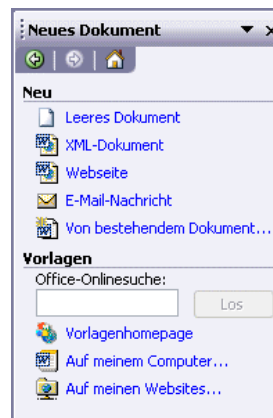 Neues Dokument
Neu
Leeres Dokument
XML-Dokument
Webseite
E-Mail-Nachricht
Von bestehendem Dokument...
Vorlagen
Office-Onlinesuche:
Los
Vorlagenhomepage
Auf meinem Computer...
Auf meinen Websites...